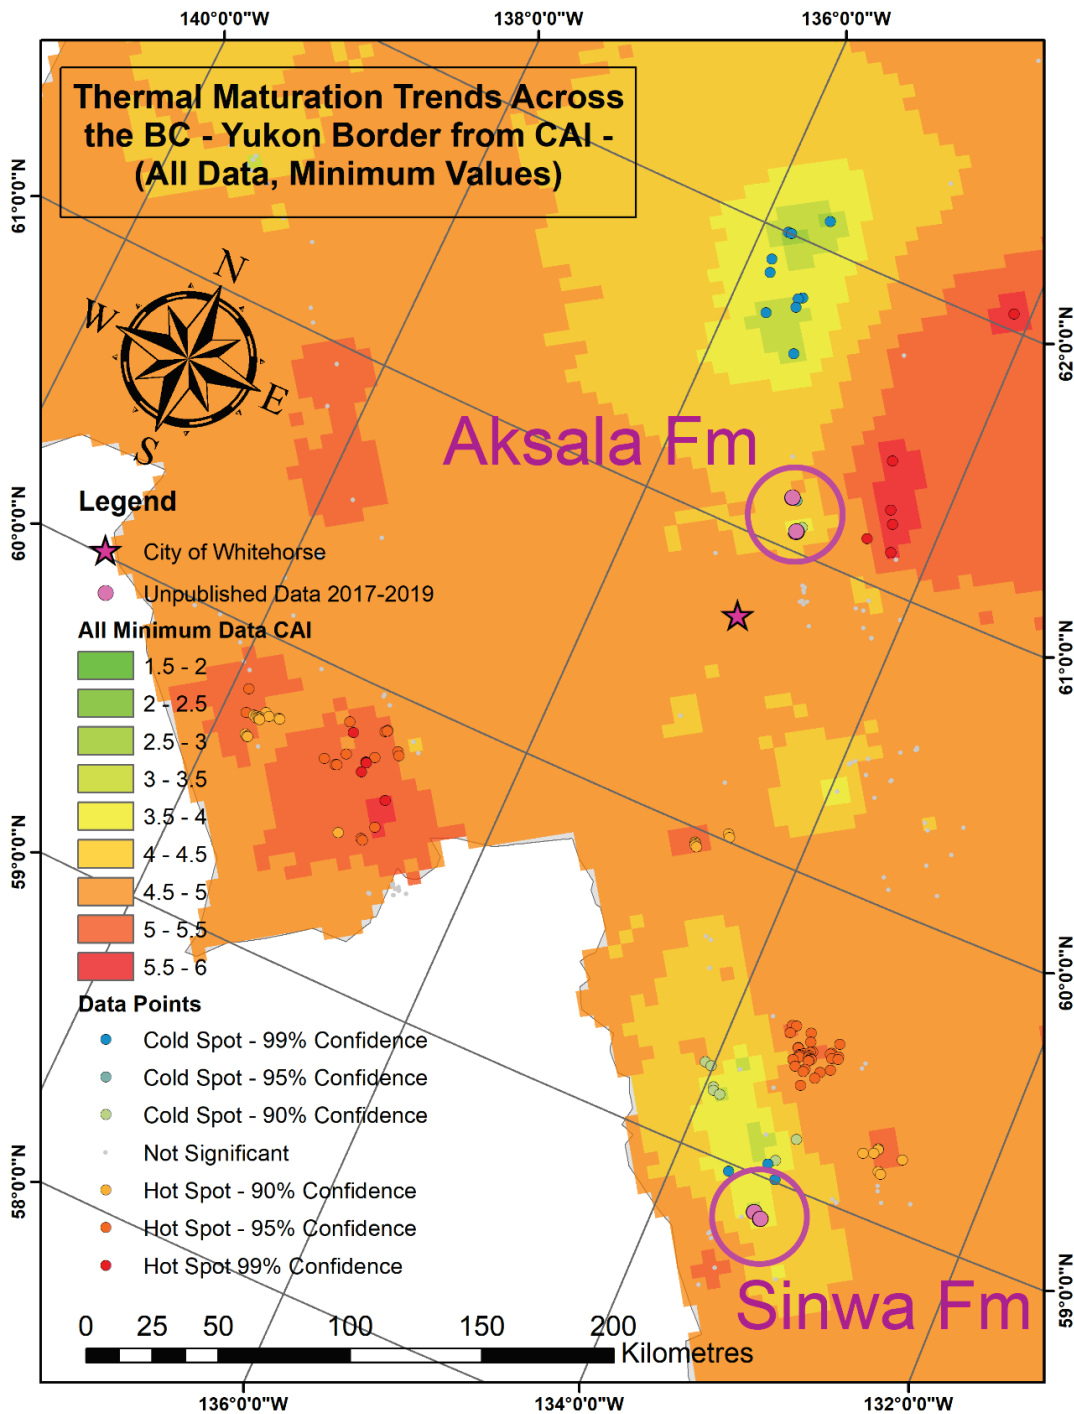 140°0'0"W
138°0'0"W
136°0'0"W
Thermal Maturation Trends Across
the BC - Yukon Border from CAI -
(All Data, Minimum Values)
61°0'0"N
60°0'0"N
59°0'0"N
58°0'0"N
62°0'0"N
61°0'0"N
60°0'0"N
59°0'0"N
N
W
E
S
Aksala Fm
Legend
City of Whitehorse
Unpublished Data 2017-2019
All Minimum Data CAI
1.5 - 2
2 - 2.5
2.5 - 3
3 - 3.5
3.5 - 4
4 - 4.5
4.5 - 5
5 - 5.5
5.5 - 6
Data Points
Cold Spot - 99% Confidence
Cold Spot - 95% Confidence
Cold Spot - 90% Confidence
Not Significant
Hot Spot - 90% Confidence
Hot Spot - 95% Confidence
Hot Spot 99% Confidence
Sinwa Fm
0 25 50 100 150 200
Kilometres
136°0'0"W
134°0'0"W
132°0'0"W